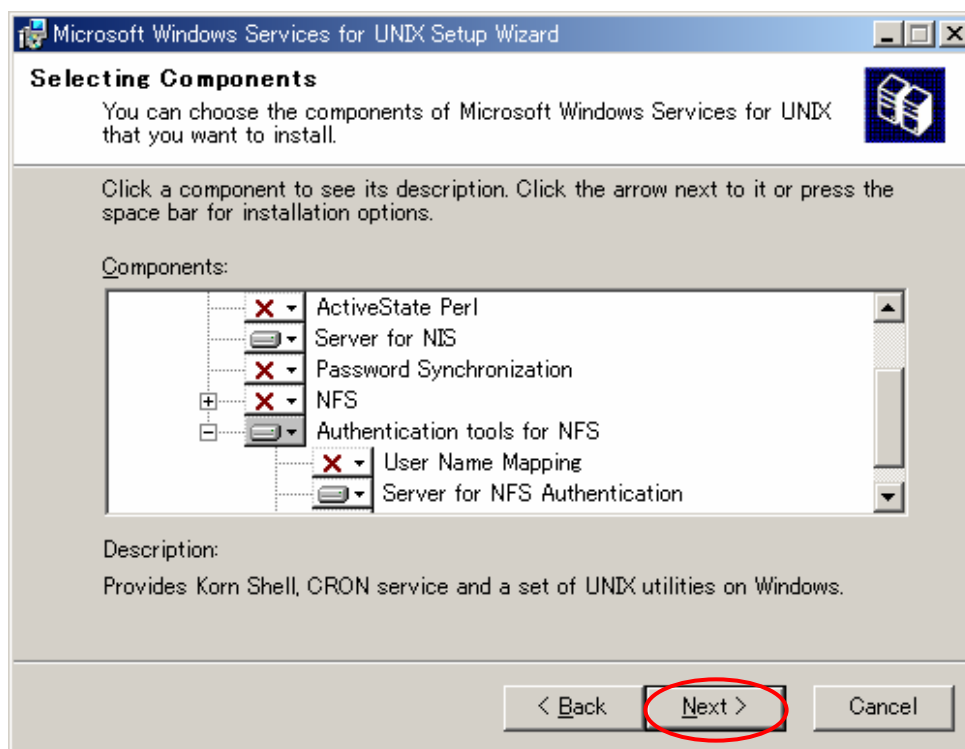 Microsoft Windows Services for UNIX Setup Wizard
Selecting Components
You can choose the components of Microsoft Windows Services for UNIX
that you want to install.
Click a component to see its description. Click the arrow next to it or press the
space bar for installation options.
Components:
ActiveState Perl
Server for NIS
Password Synchronization
NFS
Authentication tools for NFS
User Name Mapping
Server for NFS Authentication
Description:
Provides Korn Shell, CRON service and a set of UNIX utilities on Windows.
< Back Next > Cancel